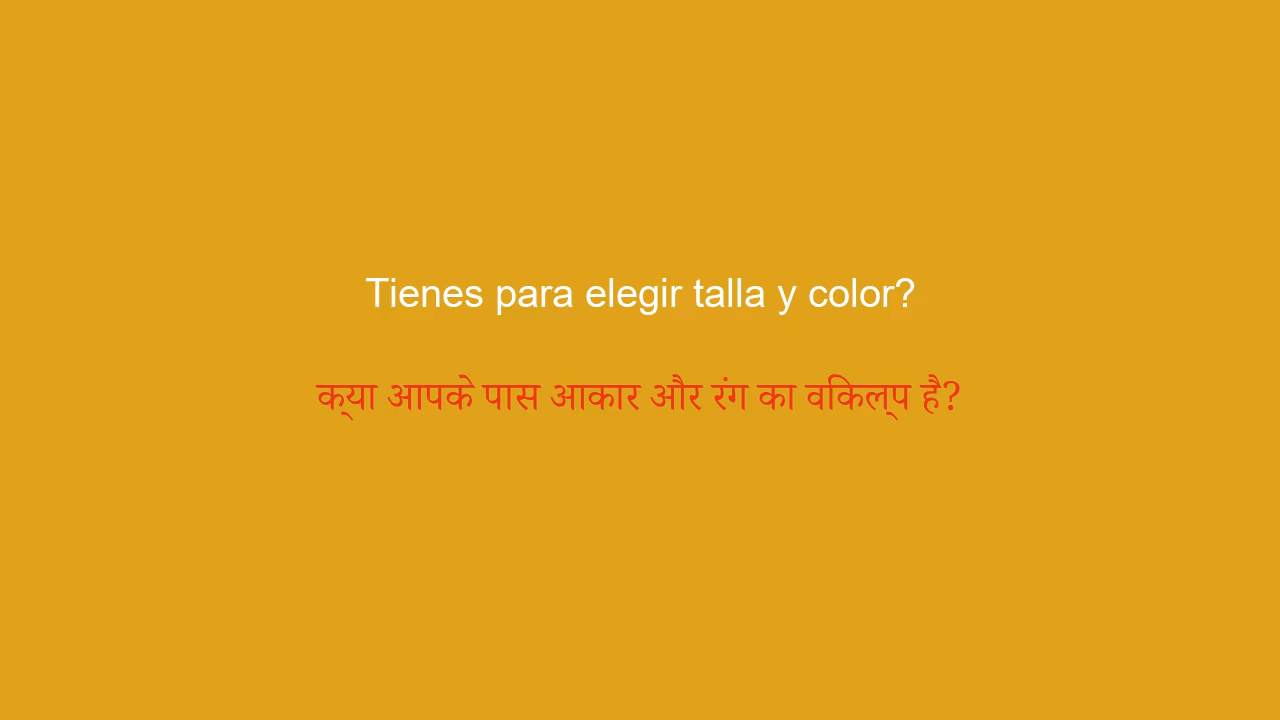 Tienes para elegir talla y color?
क्या आपके पास आकार और रंग का विकल्प है?